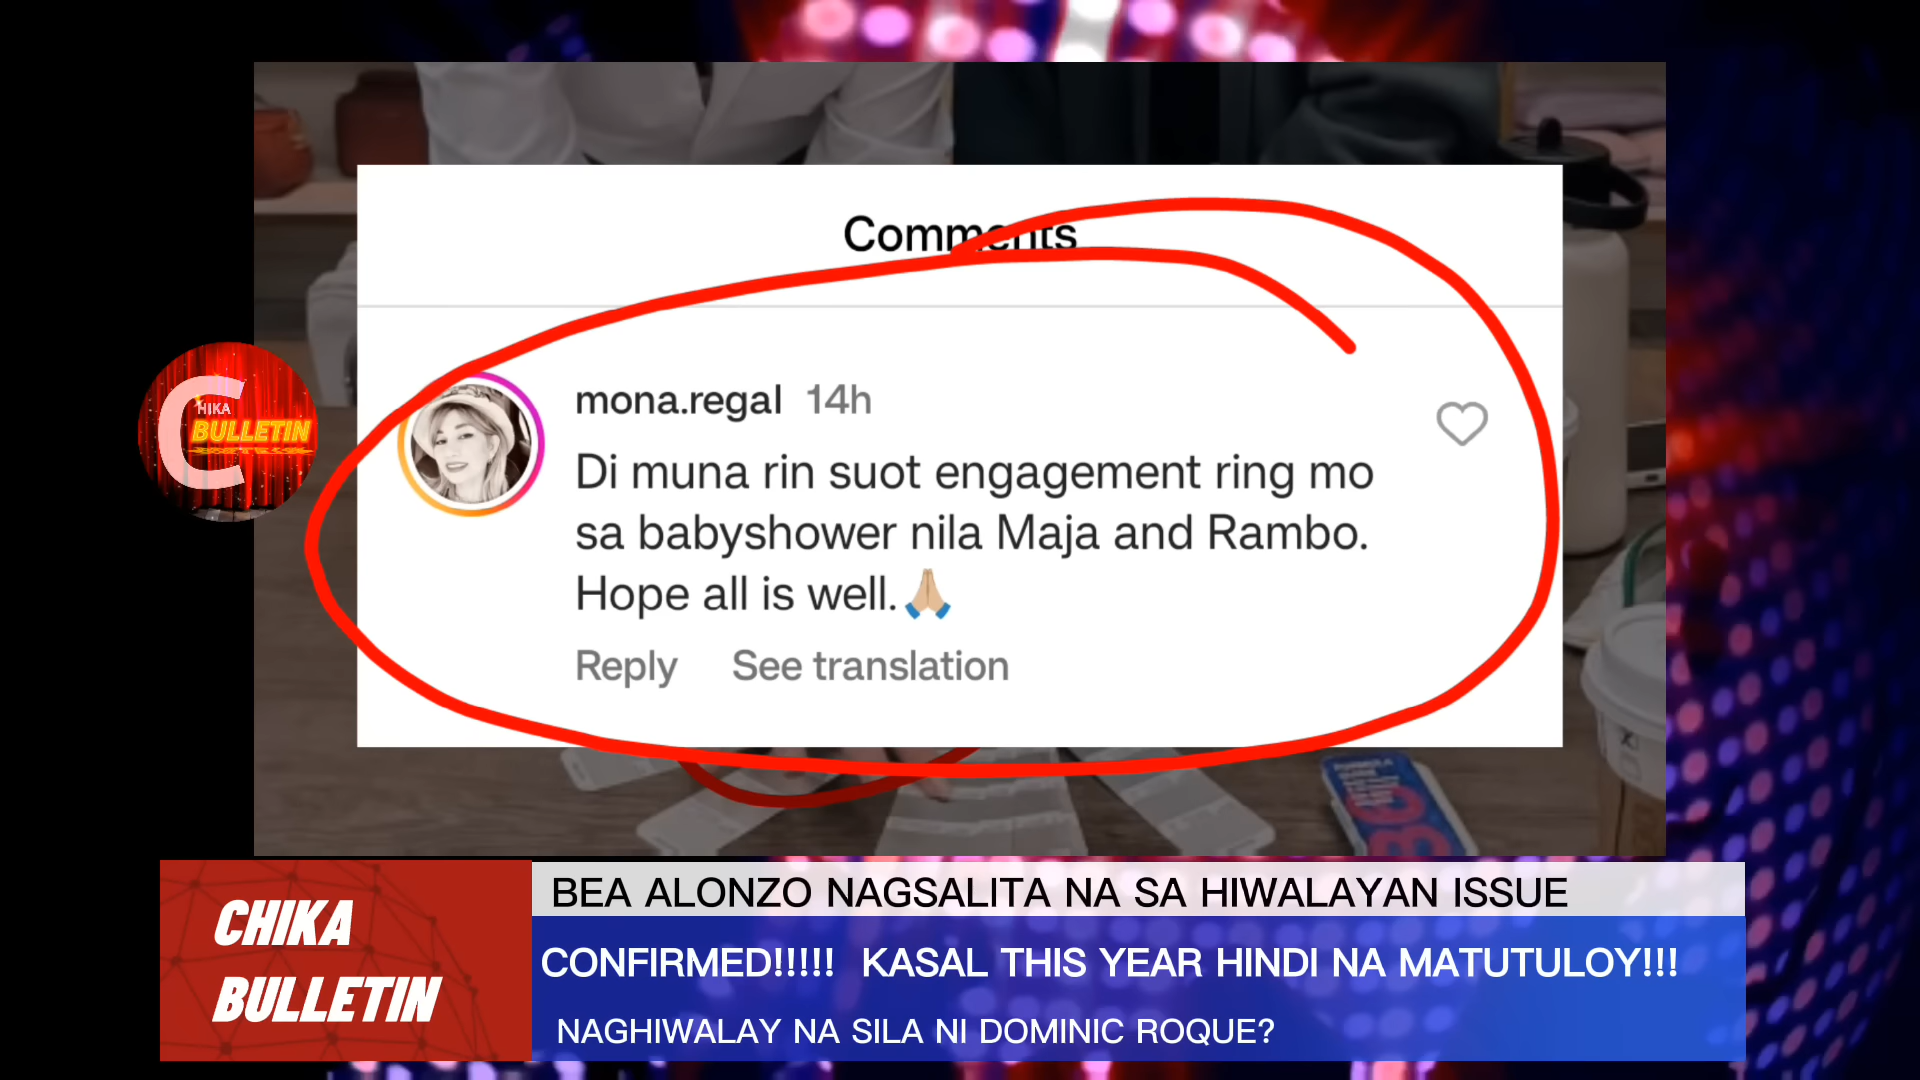 Comments
mona.regal 14h
Di muna rin suot engagement ring mo
sa babyshower nila Maja and Rambo.
Hope all is well.🙏🏼
Reply See translation
CHIKA
BULLETIN
CHIKA
BULLETIN
BEA ALONZO NAGSALITA NA SA HIWALAYAN ISSUE
CONFIRMED!!!!! KASAL THIS YEAR HINDI NA MATUTULOY!!!
NAGHIWALAY NA SILA NI DOMINIC ROQUE?